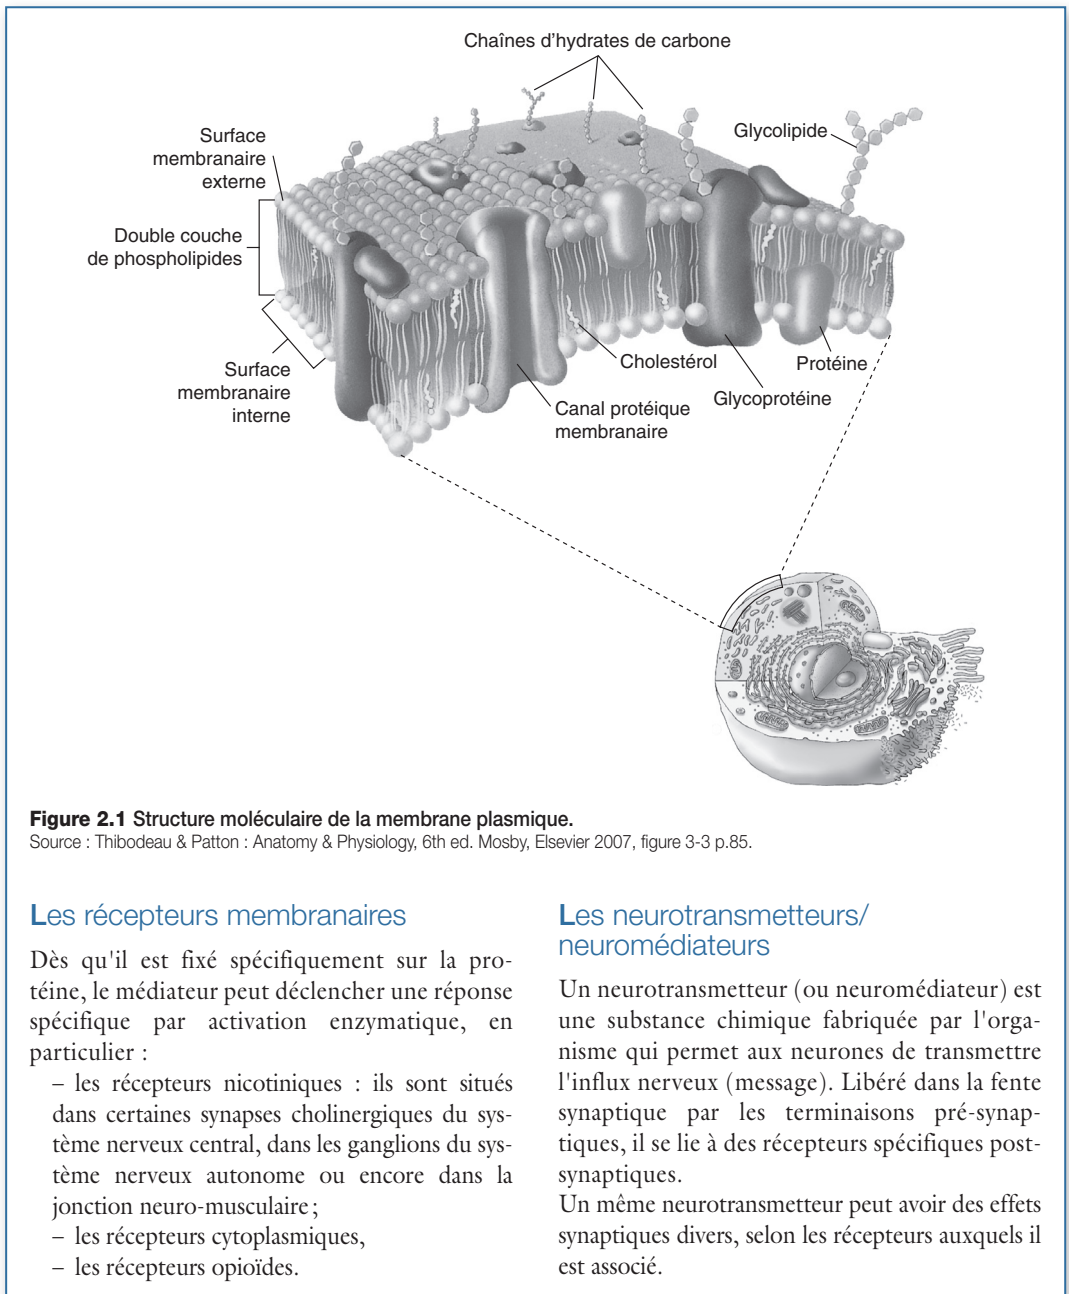 Chaînes d’hydrates de carbone
Surface
membranaire
externe
Glycolipide
Double couche
de phospholipides
Surface
membranaire
interne
Cholestérol
Protéine
Glycoprotéine
Canal protéique
membranaire
Figure 2.1 Structure moléculaire de la membrane plasmique.
Source : Thibodeau & Patton : Anatomy & Physiology, 6th ed. Mosby, Elsevier 2007, figure 3-3 p.85.
Les récepteurs membranaires
Dès qu'il est fixé spécifiquement sur la pro-
téine, le médiateur peut déclencher une réponse
spécifique par activation enzymatique, en
particulier :
– les récepteurs nicotiniques : ils sont situés
dans certaines synapses cholinergiques du sys-
tème nerveux central, dans les ganglions du sys-
tème nerveux autonome ou encore dans la
jonction neuro-musculaire ;
– les récepteurs cytoplasmiques,
– les récepteurs opioïdes.
Les neurotransmetteurs/
neuromédiateurs
Un neurotransmetteur (ou neuromédiateur) est
une substance chimique fabriquée par l'orga-
nisme qui permet aux neurones de transmettre
l'influx nerveux (message). Libéré dans la fente
synaptique par les terminaisons pré-synap-
tiques, il se lie à des récepteurs spécifiques post-
synaptiques.
Un même neurotransmetteur peut avoir des effets
synaptiques divers, selon les récepteurs auxquels il
est associé.